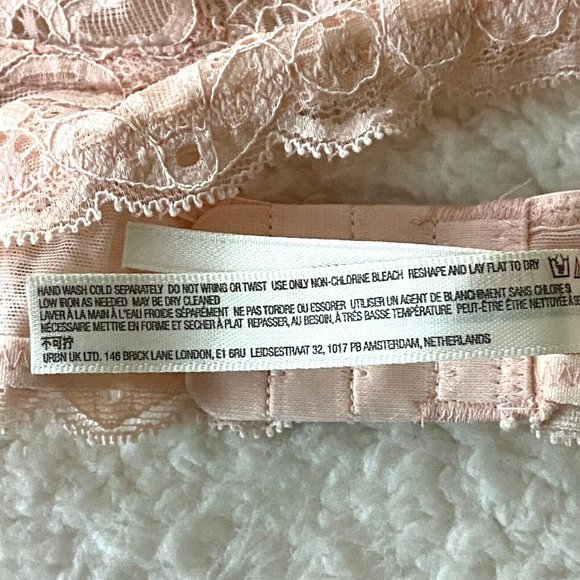 HAND WASH COLD SEPARATELY DO NOT WRING OR TWIST USE ONLY NON-CHLORINE BLEACH RESHAPE AND LAY FLAT TO DRY
LOW IRON AS NEEDED MAY BE DRY CLEANED
LAVER À LA MAIN À L'EAU FROIDE SÉPARÉMENT NE PAS TORDRE OU ESSORER UTILISER UN AGENT DE BLANCHIMENT SANS CHLORE SI
NÉCESSAIRE METTRE EN FORME ET SECHER À PLAT REPASSER, AU BESOIN, À TRÈS BASSE TEMPÉRATURE PEUT-ÊTRE ÊTRE NETTOYÉE À
不可拧
URBN UK LTD. 146 BRICK LANE LONDON, E1 6RU LEIDSESTRAAT 32, 1017 PB AMSTERDAM, NETHERLANDS